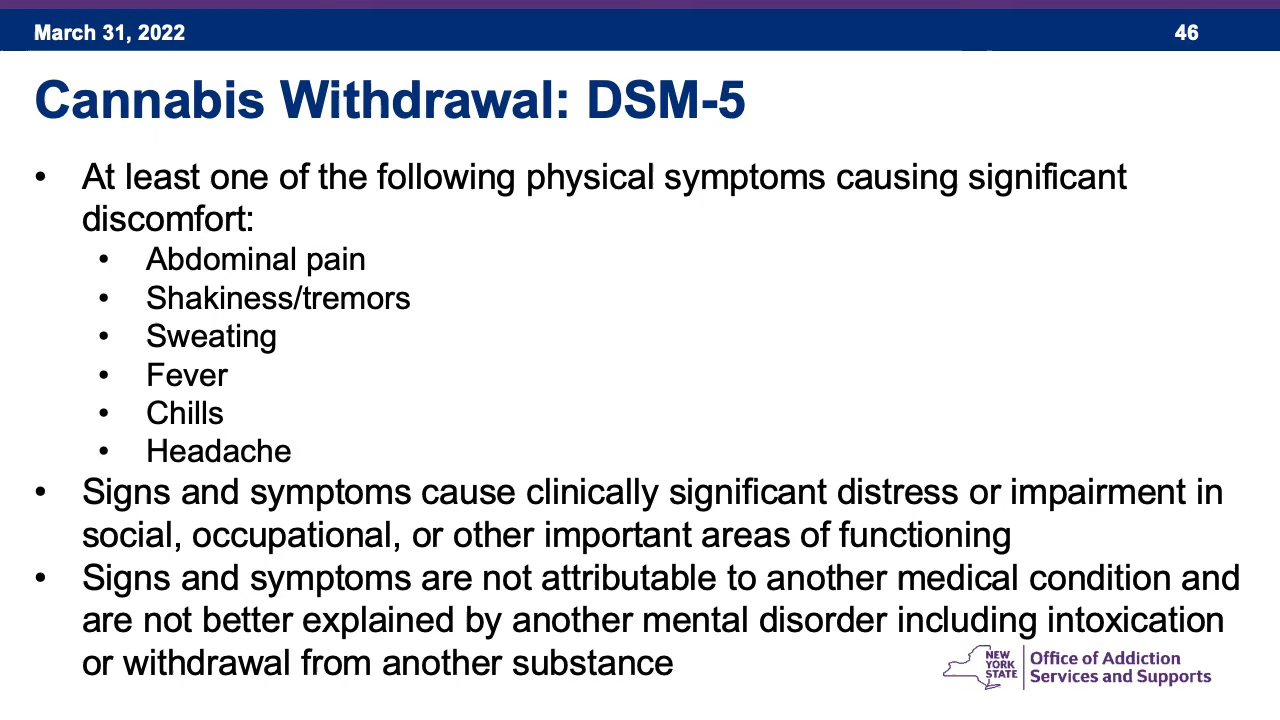 March 31, 2022
46
Cannabis Withdrawal: DSM-5
• At least one of the following physical symptoms causing significant
discomfort:
• Abdominal pain
• Shakiness/tremors
• Sweating
• Fever
• Chills
• Headache
• Signs and symptoms cause clinically significant distress or impairment in
social, occupational, or other important areas of functioning
• Signs and symptoms are not attributable to another medical condition and
are not better explained by another mental disorder including intoxication
or withdrawal from another substance
NEW
YORK
STATE
Office of Addiction
Services and Supports